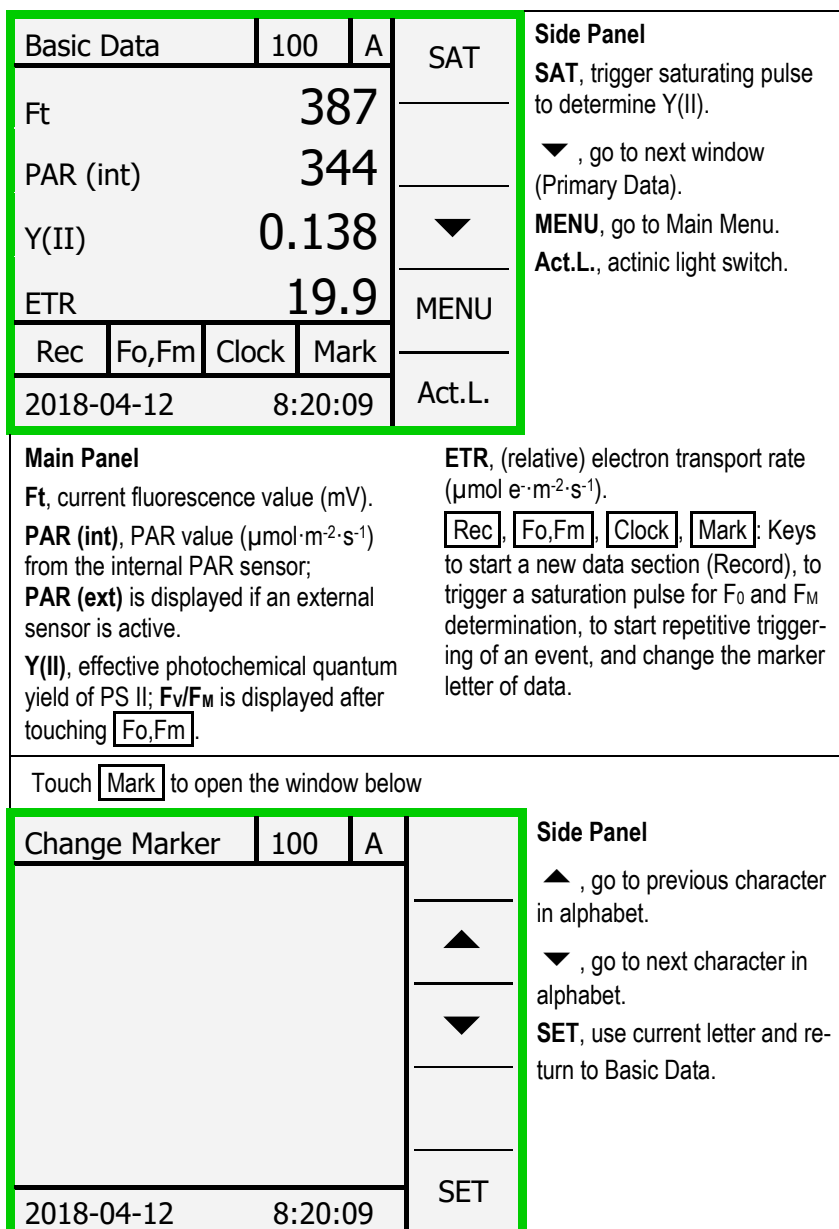 Basic Data 100 A SAT
Ft 387
PAR (int) 344
Y(II) 0.138
ETR 19.9 MENU
Rec Fo,Fm Clock Mark
2018-04-12 8:20:09 Act.L.
Side Panel
SAT, trigger saturating pulse
to determine Y(II).
▼ , go to next window
(Primary Data).
MENU, go to Main Menu.
Act.L., actinic light switch.
Main Panel
Ft, current fluorescence value (mV).
PAR (int), PAR value (µmol·m-2·s-1)
from the internal PAR sensor;
PAR (ext) is displayed if an external
sensor is active.
Y(II), effective photochemical quantum
yield of PS II; FV/FM is displayed after
touching Fo,Fm .
ETR, (relative) electron transport rate
(µmol e-·m-2·s-1).
Rec , Fo,Fm , Clock , Mark : Keys
to start a new data section (Record), to
trigger a saturation pulse for F0 and FM
determination, to start repetitive trigger-
ing of an event, and change the marker
letter of data.
Touch Mark to open the window below
Change Marker 100 A
2018-04-12 8:20:09 SET
Side Panel
▲ , go to previous character
in alphabet.
▼ , go to next character in
alphabet.
SET, use current letter and re-
turn to Basic Data.